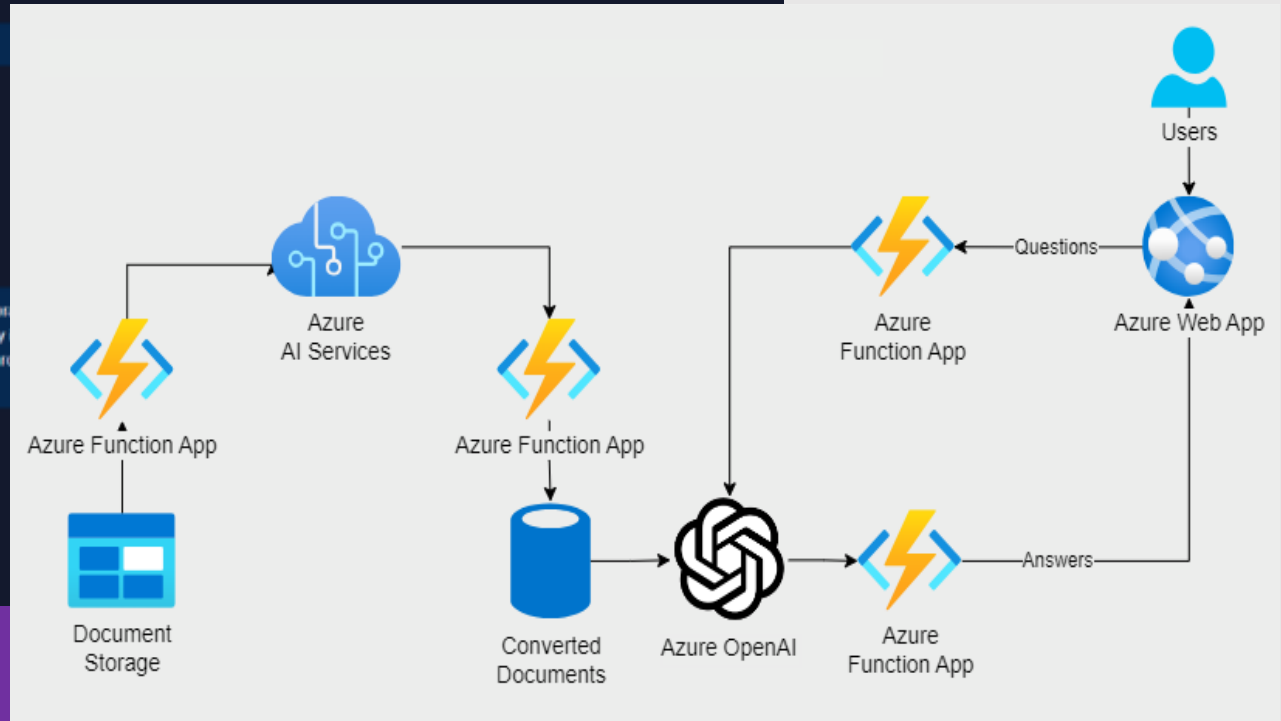 Users
Questions
Azure
AI Services
Azure
Function App
Azure Web App
Azure Function App
Azure Function App
Answers
Document
Storage
Converted
Documents
Azure OpenAI
Azure
Function App